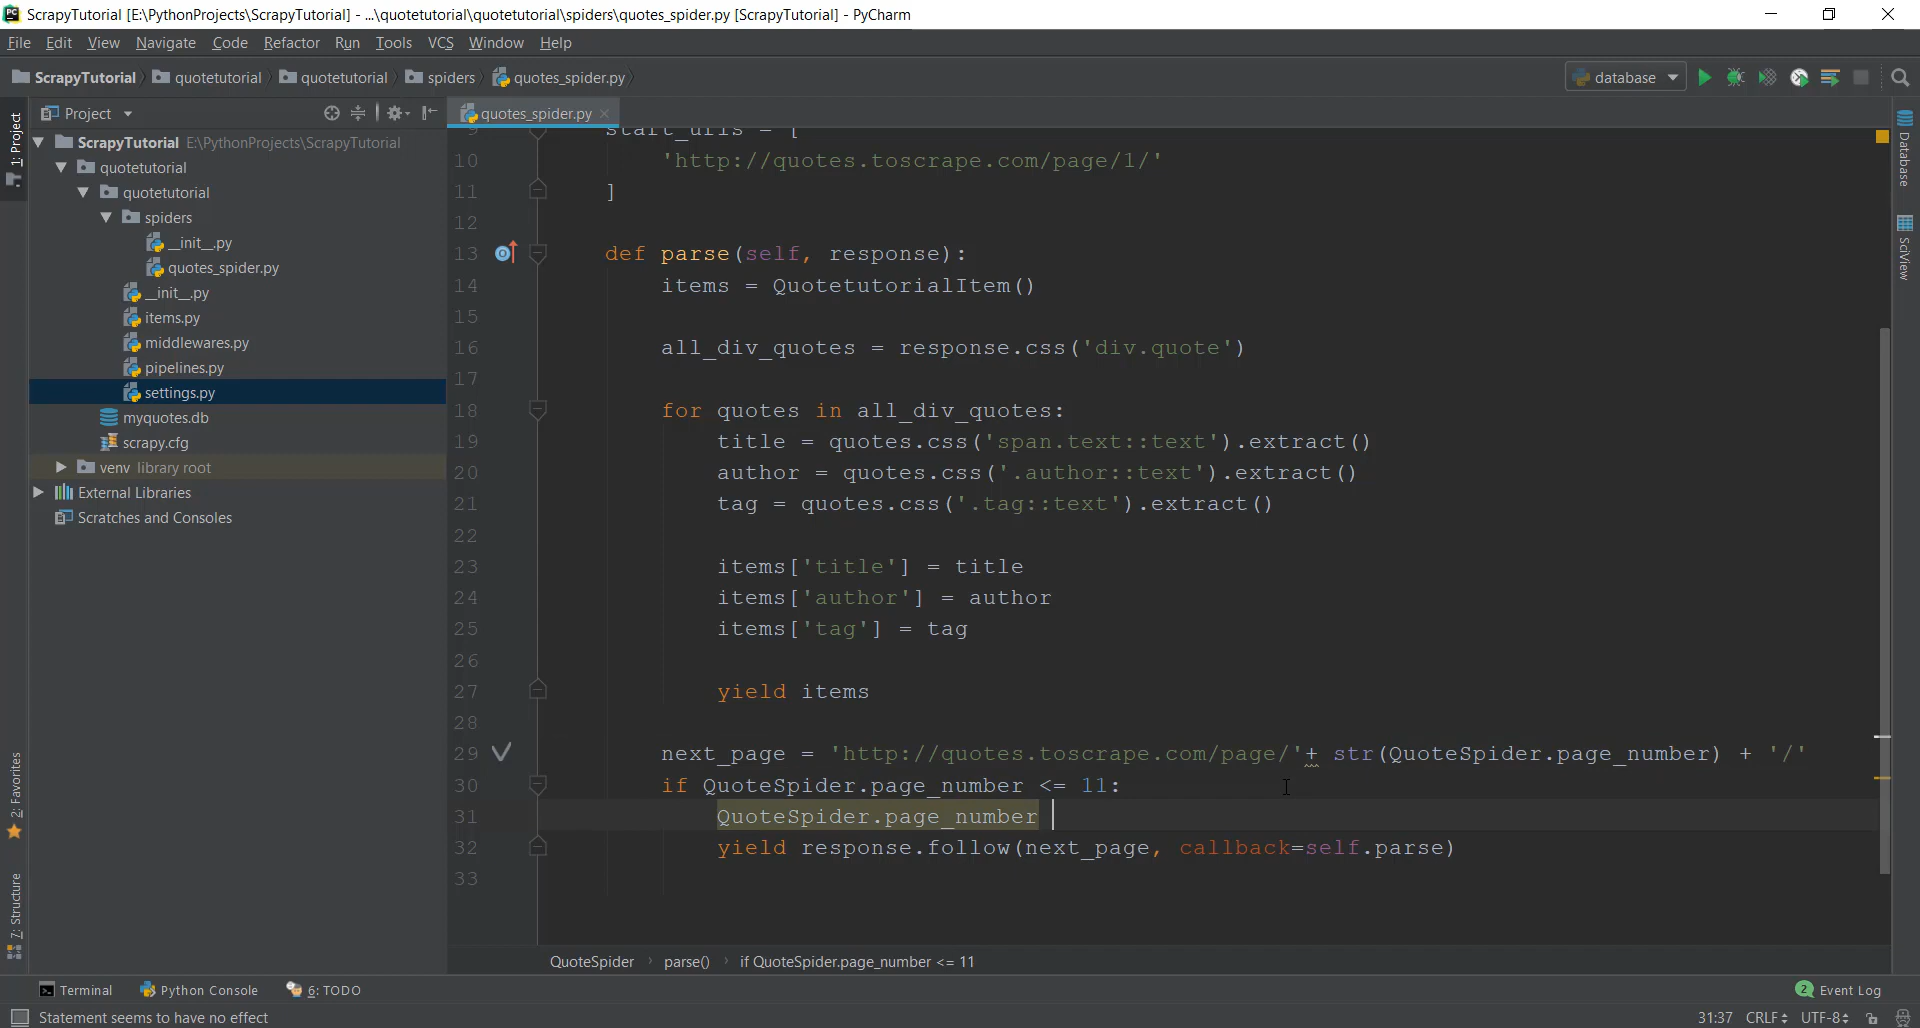 ScrapyTutorial [E:\PythonProjects\ScrapyTutorial] - ...\quotetutorial\quotetutorial\spiders\quotes_spider.py [ScrapyTutorial] - PyCharm
File Edit View Navigate Code Refactor Run Tools VCS Window Help
ScrapyTutorial quotetutorial quotetutorial spiders quotes_spider.py database
Project
quotes_spider.py
1: Project
ScrapyTutorial E:\PythonProjects\ScrapyTutorial
quotetutorial
quotetutorial
spiders
__init__.py
quotes_spider.py
__init__.py
items.py
middlewares.py
pipelines.py
settings.py
myquotes.db
scrapy.cfg
venv library root
External Libraries
Scratches and Consoles
2: Favorites
7: Structure
9 start_urls = [
10 'http://quotes.toscrape.com/page/1/'
11 ]
12
13 def parse(self, response):
14 items = QuotetutorialItem()
15
16 all_div_quotes = response.css('div.quote')
17
18 for quotes in all_div_quotes:
19 title = quotes.css('span.text::text').extract()
20 author = quotes.css('.author::text').extract()
21 tag = quotes.css('.tag::text').extract()
22
23 items['title'] = title
24 items['author'] = author
25 items['tag'] = tag
26
27 yield items
28
29 next_page = 'http://quotes.toscrape.com/page/'+ str(QuoteSpider.page_number) + '/'
30 if QuoteSpider.page_number <= 11:
31 QuoteSpider.page_number
32 yield response.follow(next_page, callback=self.parse)
33
Database
SciView
QuoteSpider parse() if QuoteSpider.page_number <= 11
Terminal Python Console 6: TODO 2 Event Log
Statement seems to have no effect 31:37 CRLF UTF-8